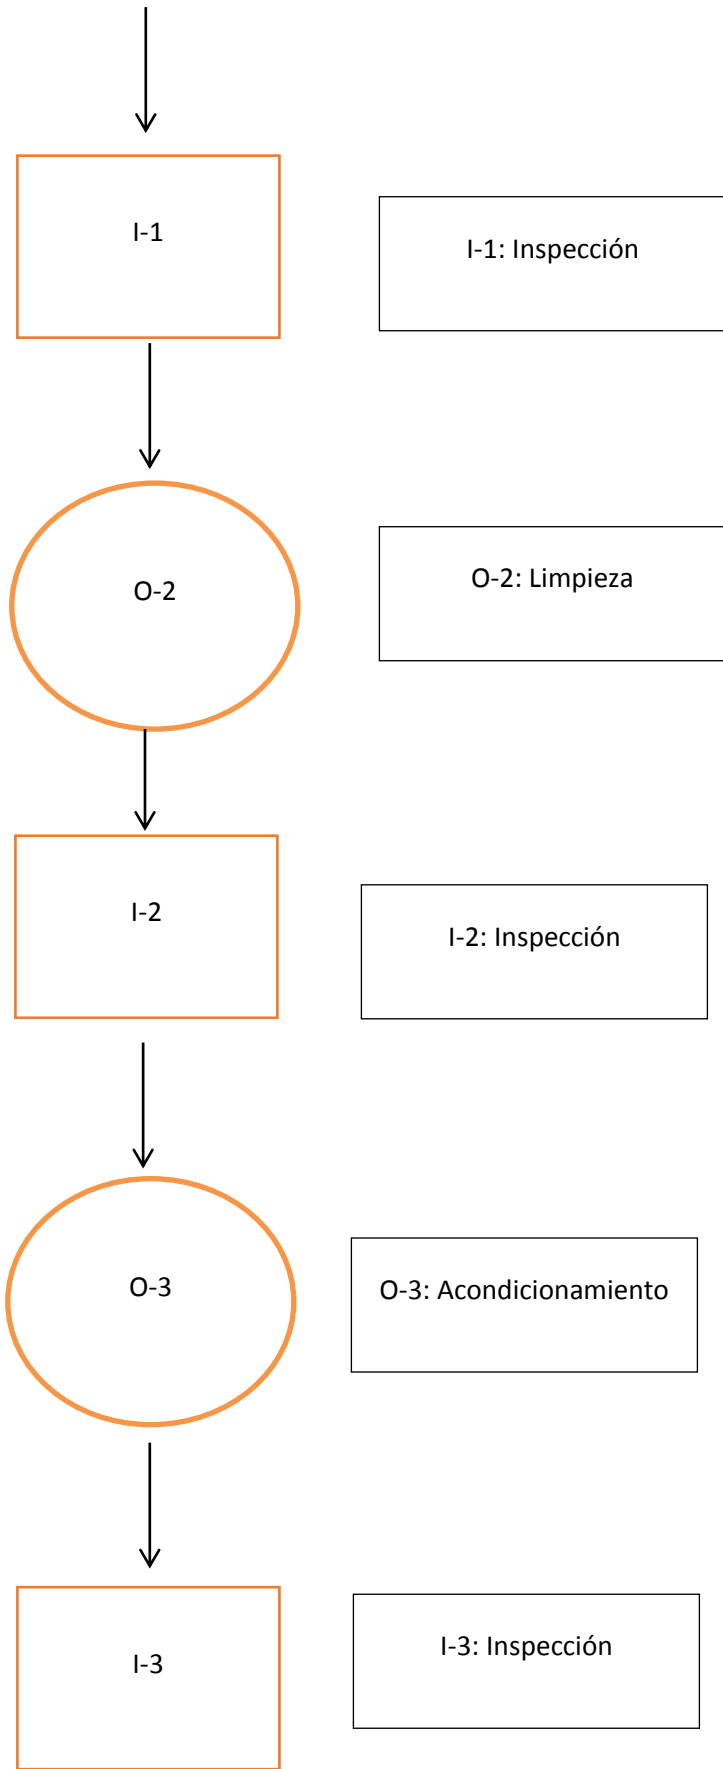 I-1
I-1: Inspección
O-2
O-2: Limpieza
I-2
I-2: Inspección
O-3
O-3: Acondicionamiento
I-3
I-3: Inspección